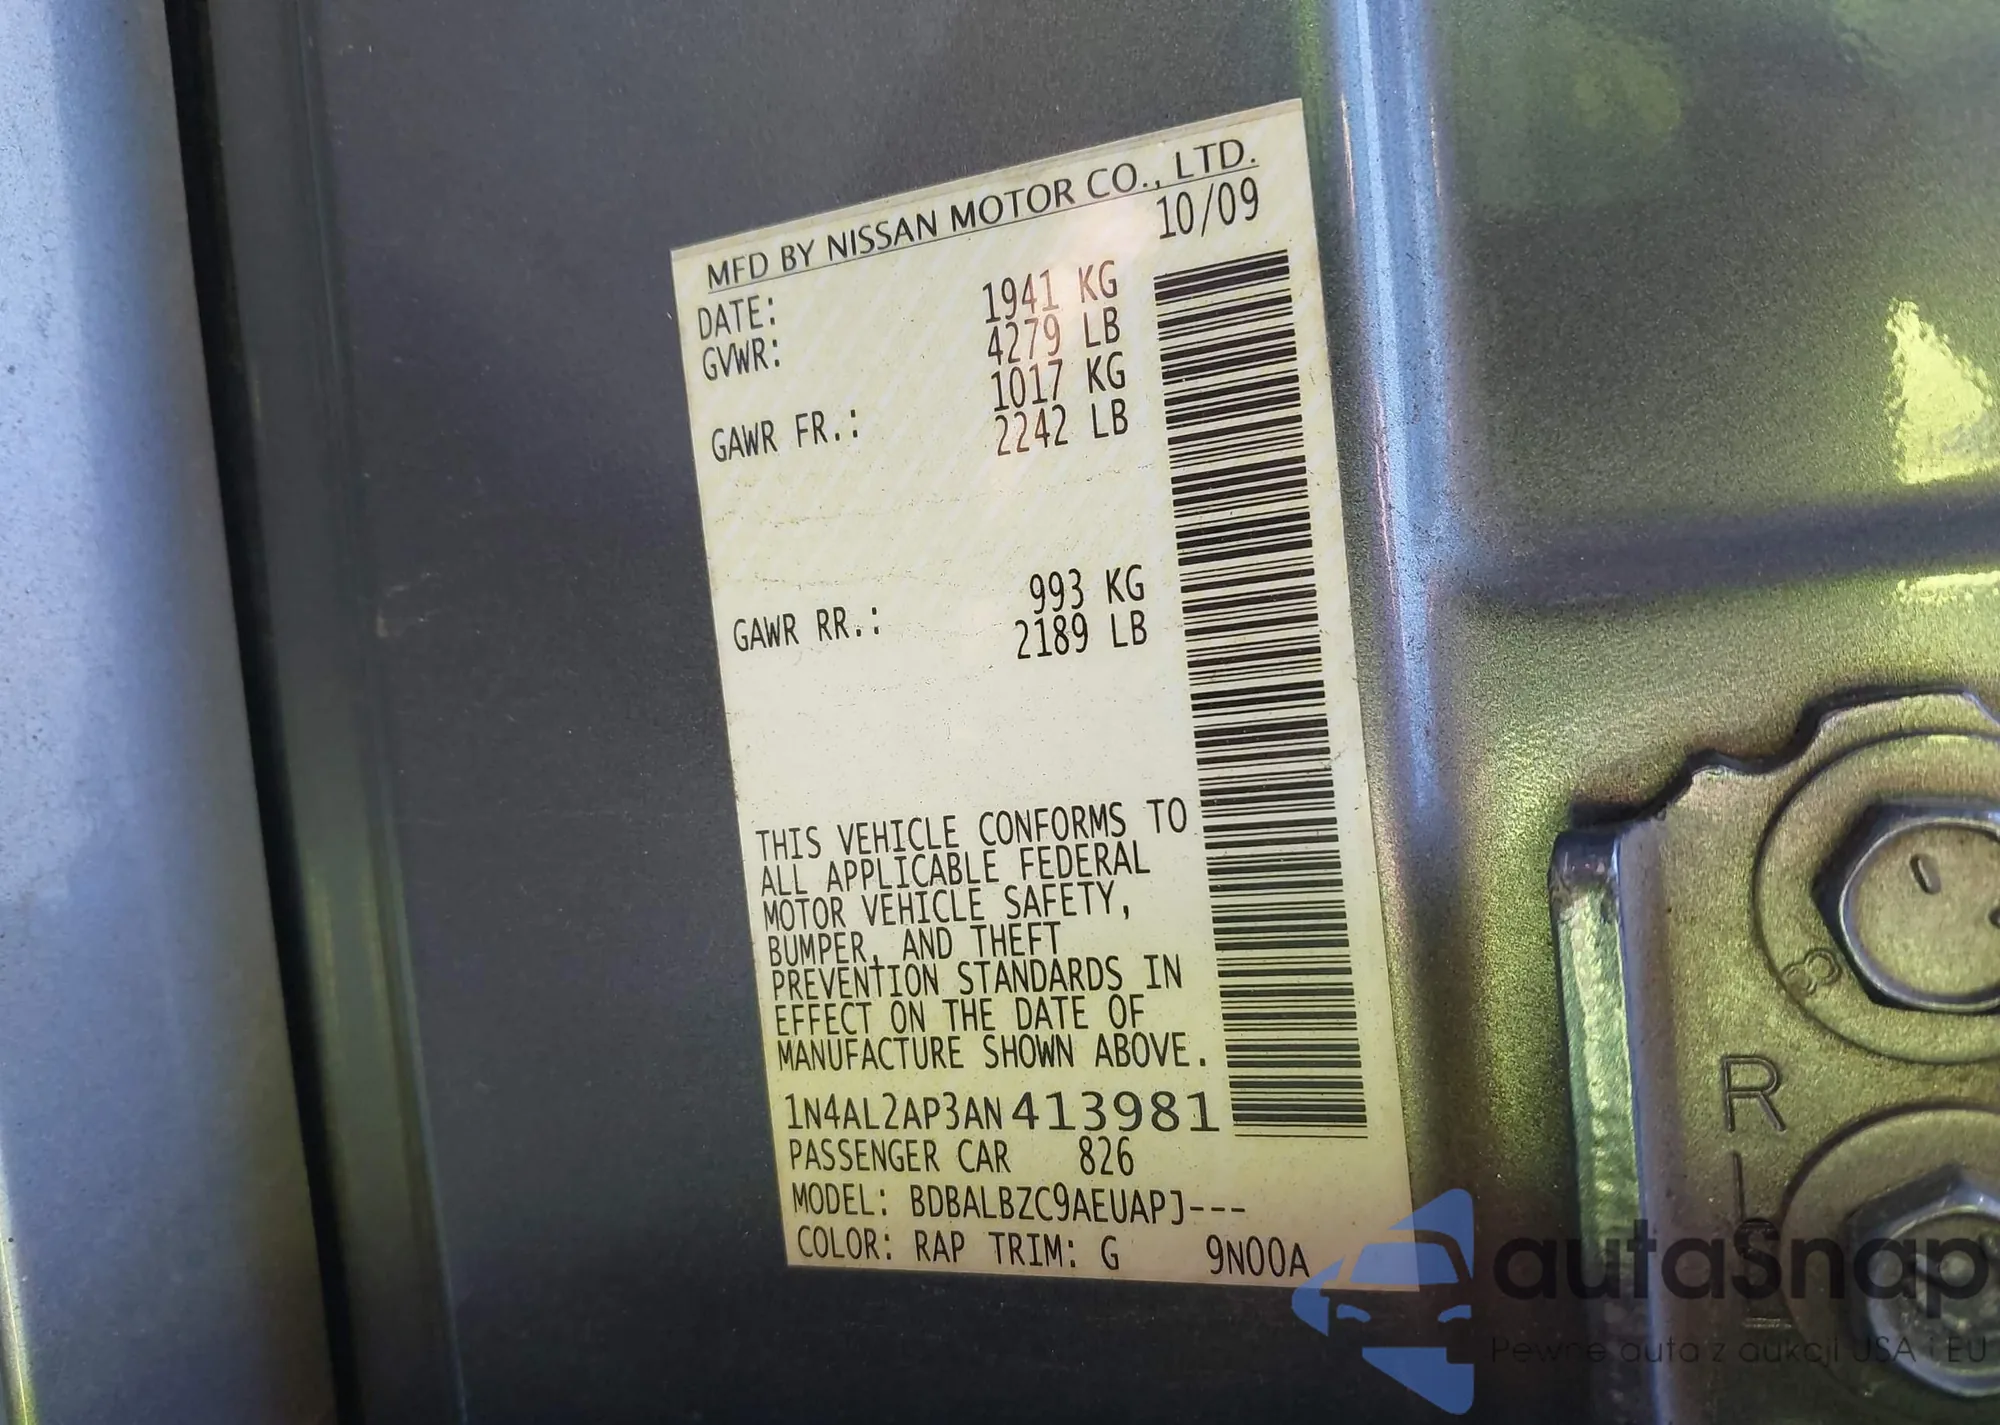 MFD BY NISSAN MOTOR CO., LTD.
DATE: 10/09
GVWR: 1941 KG
4279 LB
GAWR FR.: 1017 KG
2242 LB
GAWR RR.: 993 KG
2189 LB
THIS VEHICLE CONFORMS TO
ALL APPLICABLE FEDERAL
MOTOR VEHICLE SAFETY,
BUMPER, AND THEFT
PREVENTION STANDARDS IN
EFFECT ON THE DATE OF
MANUFACTURE SHOWN ABOVE.
1N4AL2AP3AN413981
PASSENGER CAR 826
MODEL: BDBALBZC9AEUAPJ---
COLOR: RAP TRIM: G 9N00A
8
R
autaSnap
Pewne auta z aukcji USA i EU